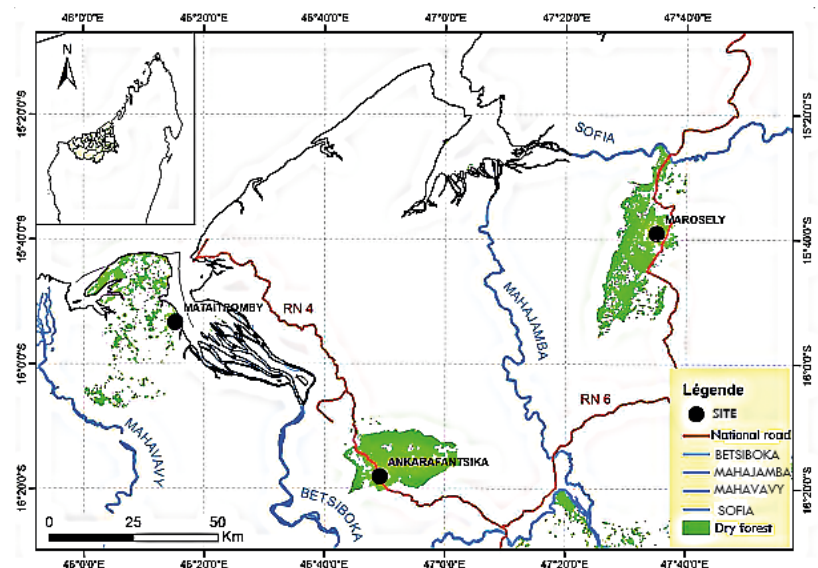 46°0'0"E 46°20'0"E 46°40'0"E 47°0'0"E 47°20'0"E 47°40'0"E
N
15°20'0"S
15°20'0"S
SOFIA
MAROSELY
15°40'0"S
15°40'0"S
MAHAJAMBA
RN 4
MATAITROMBY
16°0'0"S
16°0'0"S
RN 6
MAHAVAVY
ANKARAFANTSIKA
BETSIBOKA
16°20'0"S
16°20'0"S
Légende
SITE
National road
BETSIBOKA
MAHAJAMBA
MAHAVAVY
SOFIA
Dry forest
0 25 50
Km
46°0'0"E 46°20'0"E 46°40'0"E 47°0'0"E 47°20'0"E 47°40'0"E